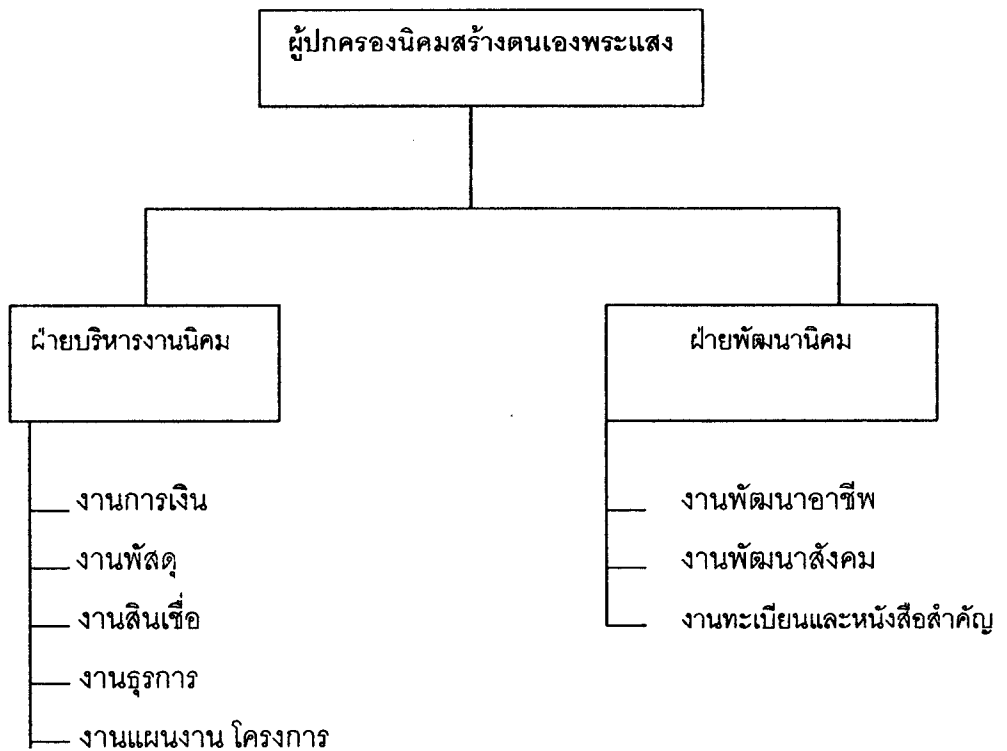 ผู้ปกครองนิคมสร้างตนเองพระแสง
ฝ่ายบริหารงานนิคม
งานการเงิน
งานพัสดุ
งานสินเชื่อ
งานธุรการ
งานแผนงาน โครงการ
ฝ่ายพัฒนานิคม
งานพัฒนาอาชีพ
งานพัฒนาสังคม
งานทะเบียนและหนังสือสำคัญ